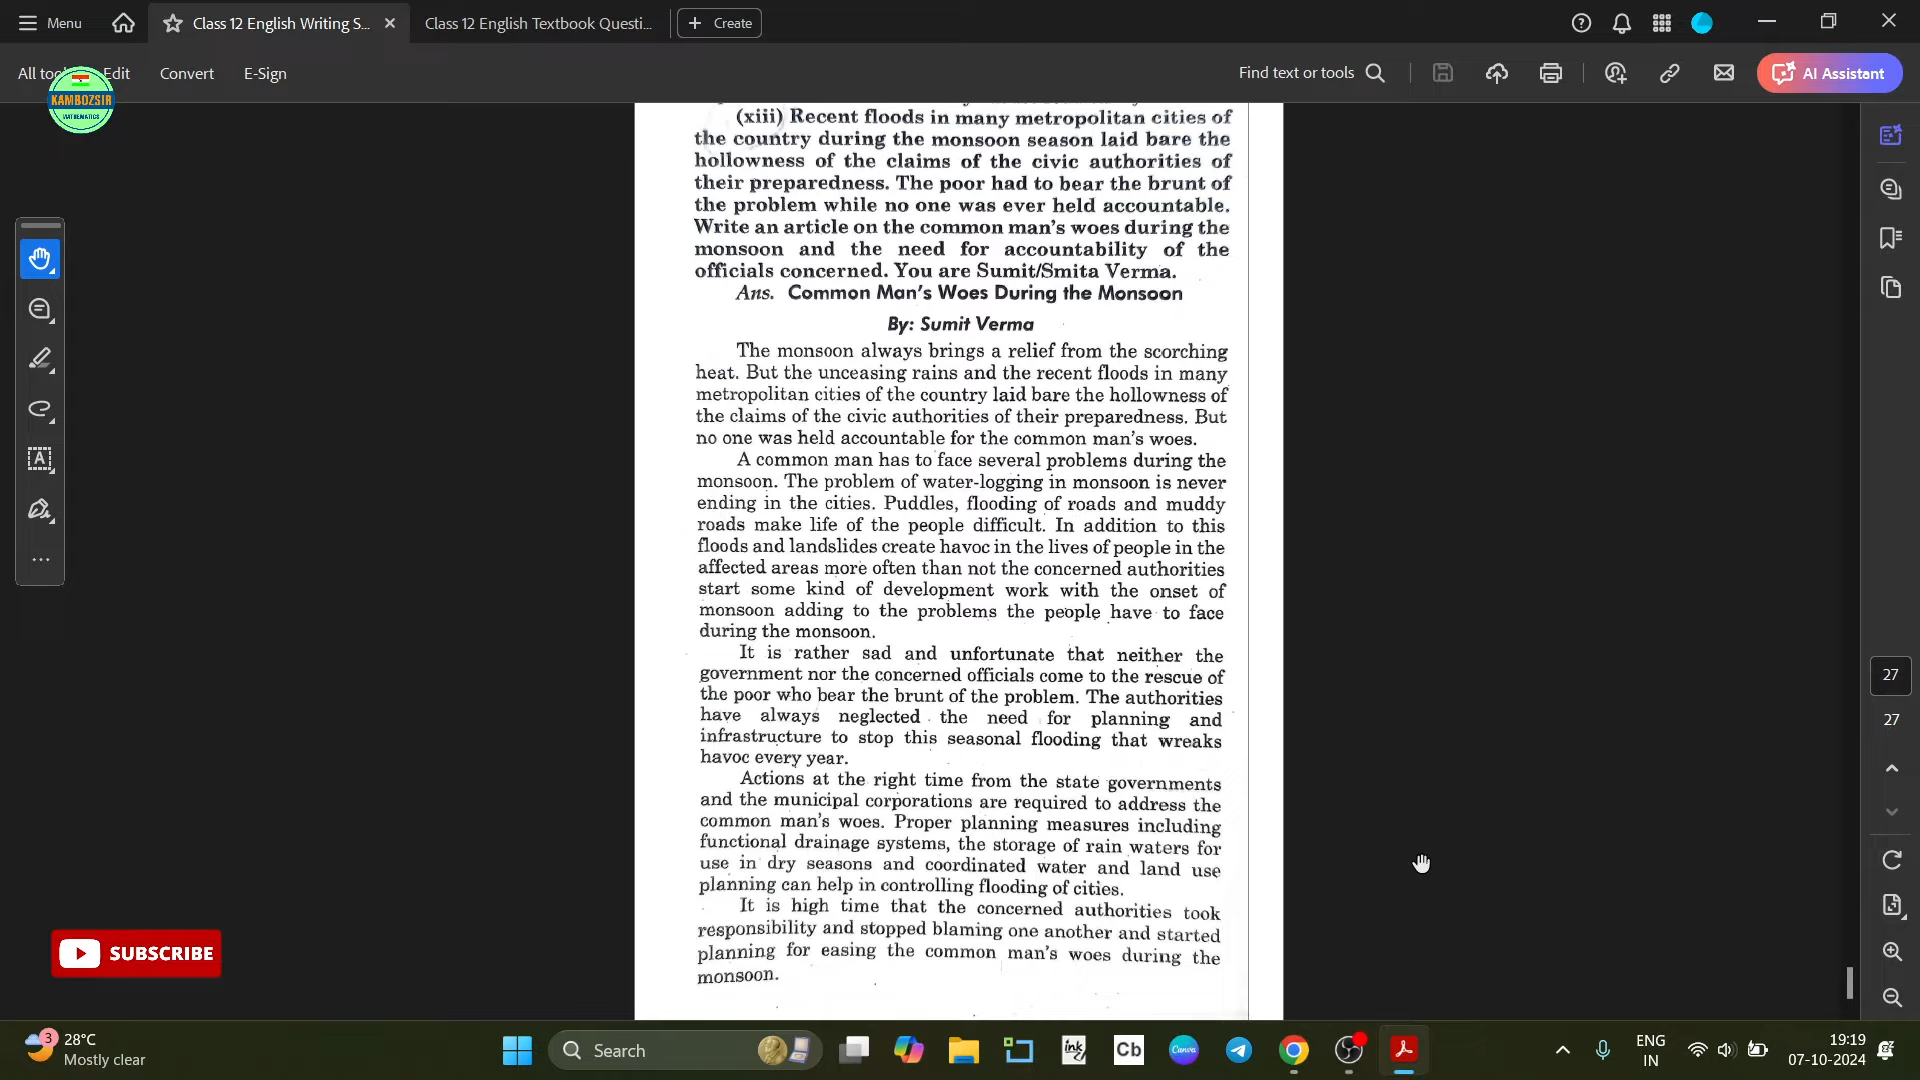 Menu
Class 12 English Writing S...
Class 12 English Textbook Questi...
Create
All
Edit
Convert
E-Sign
Find text or tools
AI Assistant
KAMBOZSIR
MATHEMATICS
(xiii) Recent floods in many metropolitan cities of
the country during the monsoon season laid bare the
hollowness of the claims of the civic authorities of
their preparedness. The poor had to bear the brunt of
the problem while no one was ever held accountable.
Write an article on the common man's woes during the
monsoon and the need for accountability of the
officials concerned. You are Sumit/Smita Verma.
Ans. Common Man's Woes During the Monsoon
By: Sumit Verma
The monsoon always brings a relief from the scorching
heat. But the unceasing rains and the recent floods in many
metropolitan cities of the country laid bare the hollowness of
the claims of the civic authorities of their preparedness. But
no one was held accountable for the common man's woes.
A common man has to face several problems during the
monsoon. The problem of water-logging in monsoon is never
ending in the cities. Puddles, flooding of roads and muddy
roads make life of the people difficult. In addition to this
floods and landslides create havoc in the lives of people in the
affected areas more often than not the concerned authorities
start some kind of development work with the onset of
monsoon adding to the problems the people have to face
during the monsoon.
It is rather sad and unfortunate that neither the
government nor the concerned officials come to the rescue of
the poor who bear the brunt of the problem. The authorities
have always neglected the need for planning and
infrastructure to stop this seasonal flooding that wreaks
havoc every year.
Actions at the right time from the state governments
and the municipal corporations are required to address the
common man's woes. Proper planning measures including
functional drainage systems, the storage of rain waters for
use in dry seasons and coordinated water and land use
planning can help in controlling flooding of cities.
It is high time that the concerned authorities took
responsibility and stopped blaming one another and started
planning for easing the common man's woes during the
monsoon.
27
27
SUBSCRIBE
3
28°C
Mostly clear
Search
ink
Cb
Canva
ENG
IN
19:19
07-10-2024